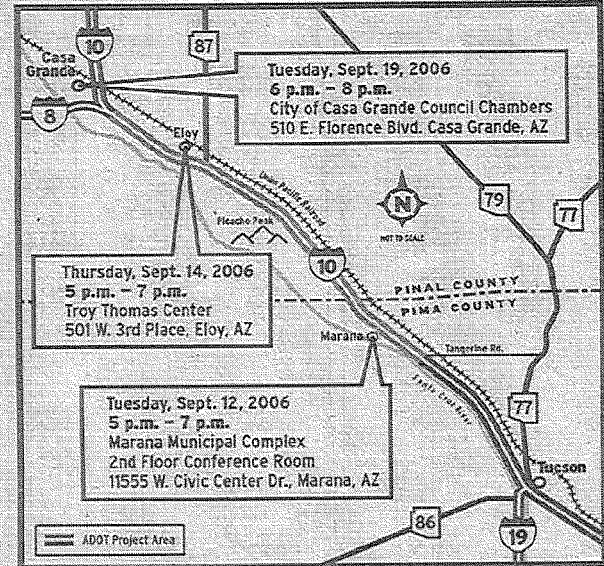 10
87
Casa
Grande
8
Tuesday, Sept. 19, 2006
6 p.m. – 8 p.m.
City of Casa Grande Council Chambers
510 E. Florence Blvd. Casa Grande, AZ
Eloy
Union Pacific Railroad
Picacho Peak
N
NOT TO SCALE
79
77
10
Thursday, Sept. 14, 2006
5 p.m. – 7 p.m.
Troy Thomas Center
501 W. 3rd Place, Eloy, AZ
PINAL COUNTY
PIMA COUNTY
Marana
Tangerine Rd.
Santa Cruz River
Tuesday, Sept. 12, 2006
5 p.m. – 7 p.m.
Marana Municipal Complex
2nd Floor Conference Room
11555 W. Civic Center Dr., Marana, AZ
77
Tucson
86
19
ADOT Project Area